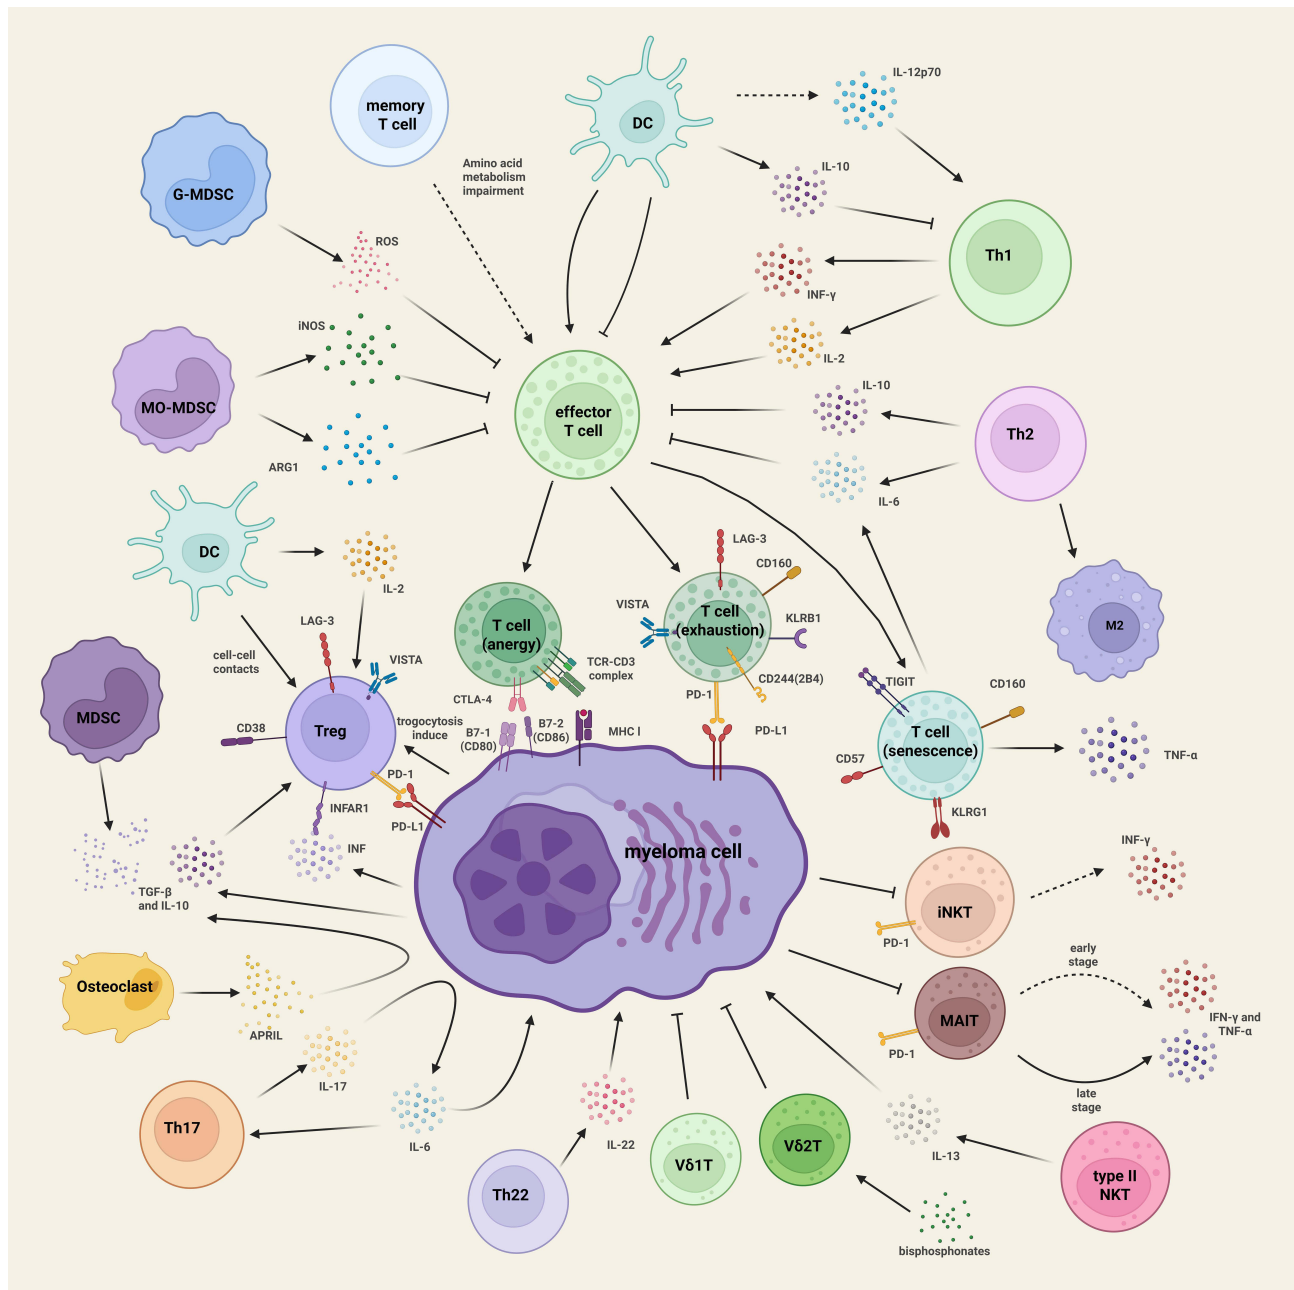 IL-12p70
memory
T cell
DC
Amino acid
metabolism
impairment
IL-10
G-MDSC
ROS
Th1
INF-γ
iNOS
IL-2
MO-MDSC
effector
T cell
IL-10
Th2
ARG1
IL-6
DC
IL-2
LAG-3
CD160
VISTA
T cell
(exhaustion)
KLRB1
T cell
(anergy)
M2
LAG-3
cell-cell
contacts
VISTA
TCR-CD3
complex
CD244(2B4)
TIGIT
CD160
CTLA-4
PD-1
MDSC
Treg
CD38
trogocytosis
induce
B7-1
(CD80)
B7-2
(CD86)
MHC I
PD-L1
T cell
(senescence)
TNF-α
CD57
PD-1
INFAR1
PD-L1
KLRG1
INF
INF-γ
myeloma cell
TGF-β
and IL-10
iNKT
PD-1
early
stage
Osteoclast
APRIL
MAIT
IFN-γ and
TNF-α
PD-1
IL-17
late
stage
Th17
IL-6
IL-22
Vδ1T
Vδ2T
IL-13
type II
NKT
Th22
bisphosphonates